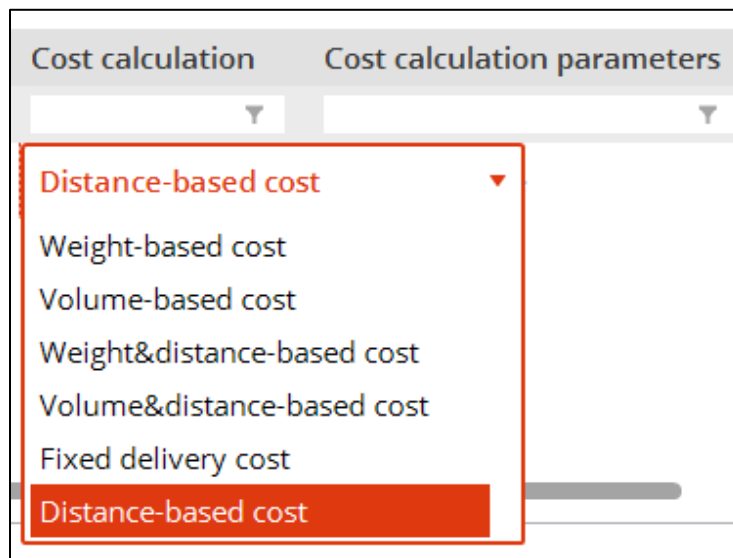 Cost calculation Cost calculation parameters
Distance-based cost
Weight-based cost
Volume-based cost
Weight&distance-based cost
Volume&distance-based cost
Fixed delivery cost
Distance-based cost